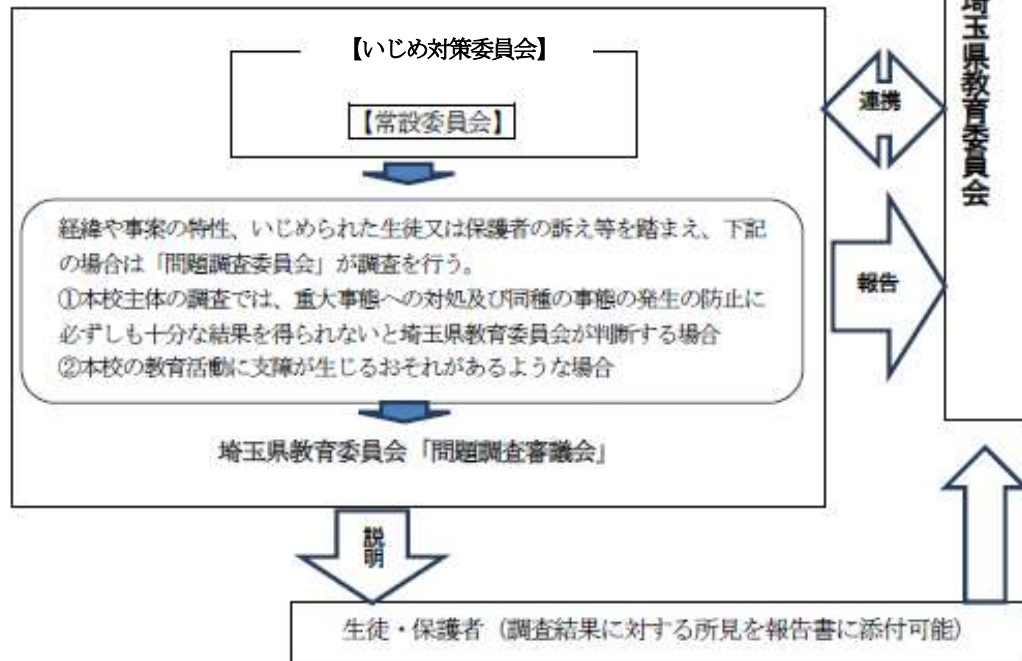 【いじめ対策委員会】
【常設委員会】
経緯や事案の特性、いじめられた生徒又は保護者の訴え等を踏まえ、下記
の場合は「問題調査委員会」が調査を行う。
①本校主体の調査では、重大事態への対処及び同種の事態の発生の防止に
必ずしも十分な結果を得られないと埼玉県教育委員会が判断する場合
②本校の教育活動に支障が生じるおそれがあるような場合
埼玉県教育委員会「問題調査審議会」
連携
報告
埼玉県教育委員会
説明
生徒・保護者（調査結果に対する所見を報告書に添付可能）